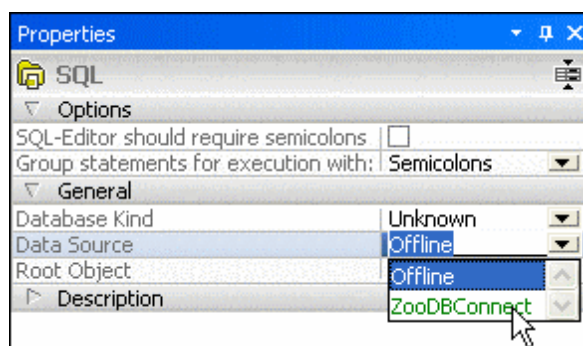 Properties
SQL
Options
SQL-Editor should require semicolons
Group statements for execution with: Semicolons
General
Database Kind Unknown
Data Source Offline
Root Object Offline
ZooDBConnect
Description